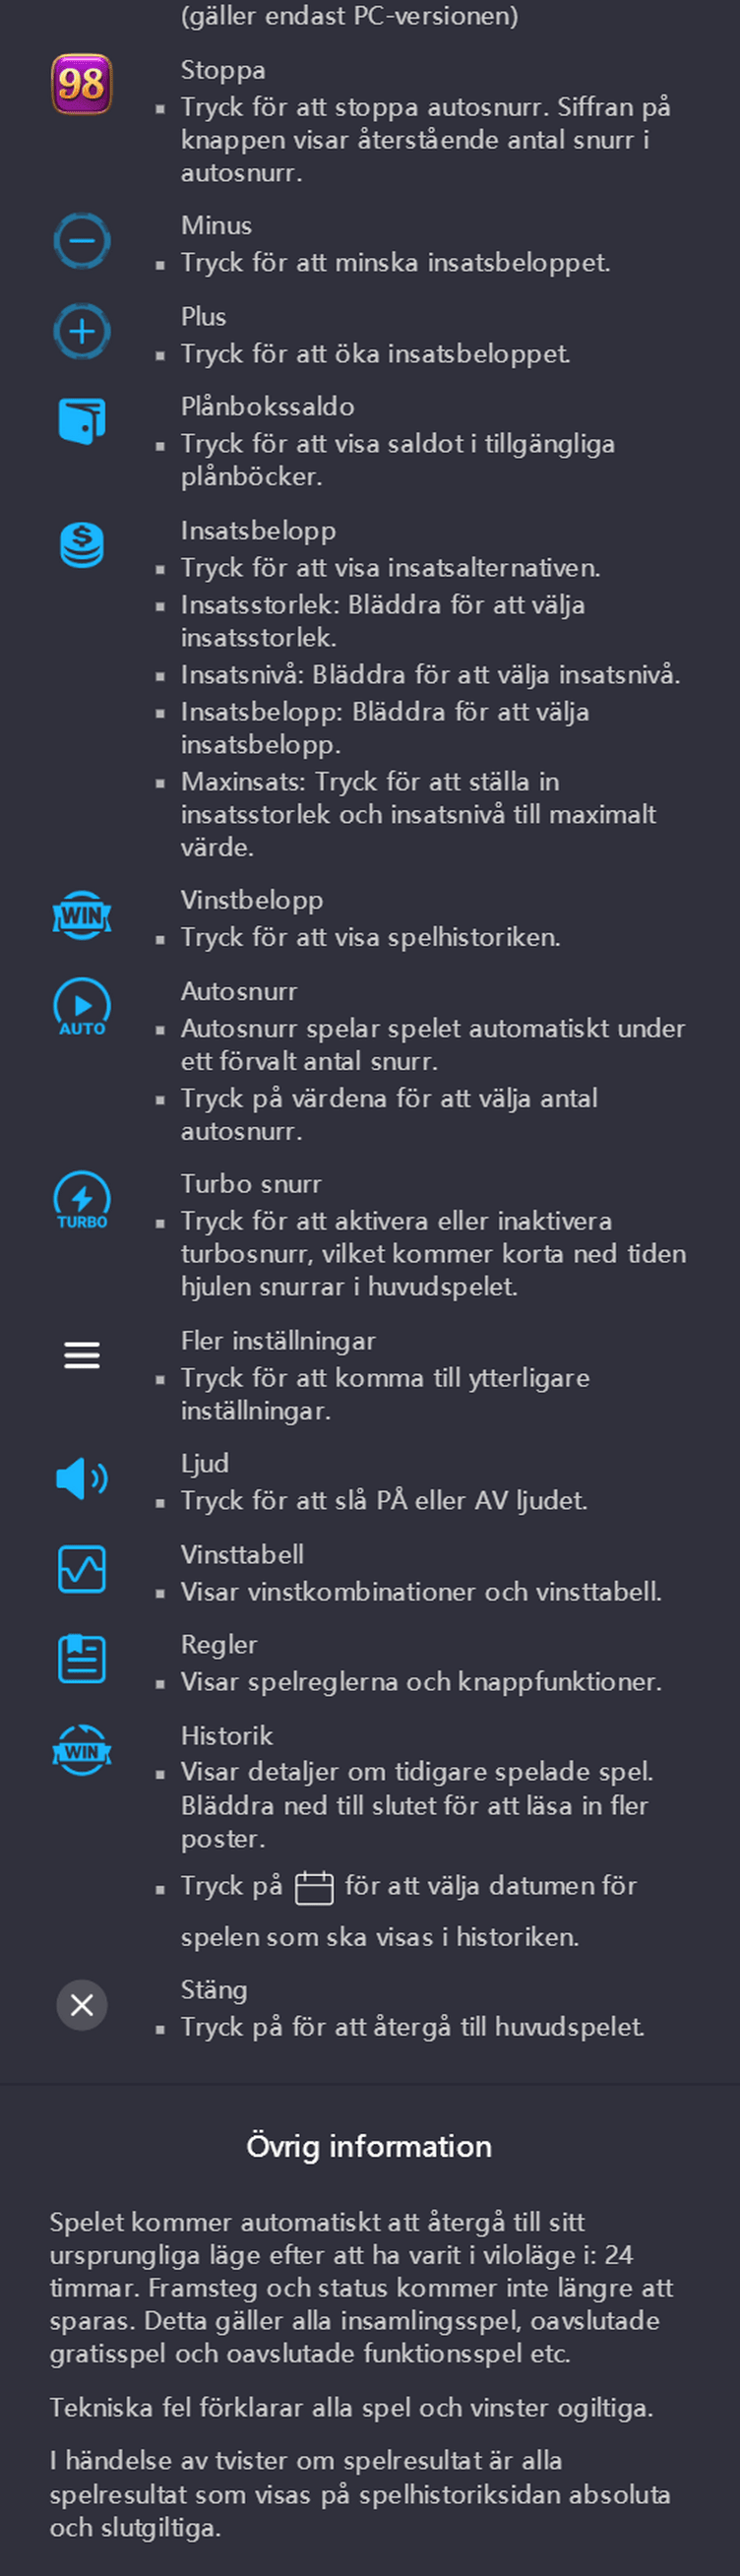 (gäller endast PC-versionen)
98
Stoppa
▪ Tryck för att stoppa autosnurr. Siffran på
knappen visar återstående antal snurr i
autosnurr.
Minus
▪ Tryck för att minska insatsbeloppet.
Plus
▪ Tryck för att öka insatsbeloppet.
Plånbokssaldo
▪ Tryck för att visa saldot i tillgängliga
plånböcker.
$
Insatsbelopp
▪ Tryck för att visa insatsalternativen.
▪ Insatsstorlek: Bläddra för att välja
insatsstorlek.
▪ Insatsnivå: Bläddra för att välja insatsnivå.
▪ Insatsbelopp: Bläddra för att välja
insatsbelopp.
▪ Maxinsats: Tryck för att ställa in
insatsstorlek och insatsnivå till maximalt
värde.
WIN
Vinstbelopp
▪ Tryck för att visa spelhistoriken.
AUTO
Autosnurr
▪ Autosnurr spelar spelet automatiskt under
ett förvalt antal snurr.
▪ Tryck på värdena för att välja antal
autosnurr.
TURBO
Turbo snurr
▪ Tryck för att aktivera eller inaktivera
turbosnurr, vilket kommer korta ned tiden
hjulen snurrar i huvudspelet.
Fler inställningar
▪ Tryck för att komma till ytterligare
inställningar.
Ljud
▪ Tryck för att slå PÅ eller AV ljudet.
Vinsttabell
▪ Visar vinstkombinationer och vinsttabell.
Regler
▪ Visar spelreglerna och knappfunktioner.
WIN
Historik
▪ Visar detaljer om tidigare spelade spel.
Bläddra ned till slutet för att läsa in fler
poster.
▪ Tryck på för att välja datumen för
spelen som ska visas i historiken.
Stäng
▪ Tryck på för att återgå till huvudspelet.
Övrig information
Spelet kommer automatiskt att återgå till sitt
ursprungliga läge efter att ha varit i viloläge i: 24
timmar. Framsteg och status kommer inte längre att
sparas. Detta gäller alla insamlingsspel, oavslutade
gratisspel och oavslutade funktionsspel etc.
Tekniska fel förklarar alla spel och vinster ogiltiga.
I händelse av tvister om spelresultat är alla
spelresultat som visas på spelhistoriksidan absoluta
och slutgiltiga.